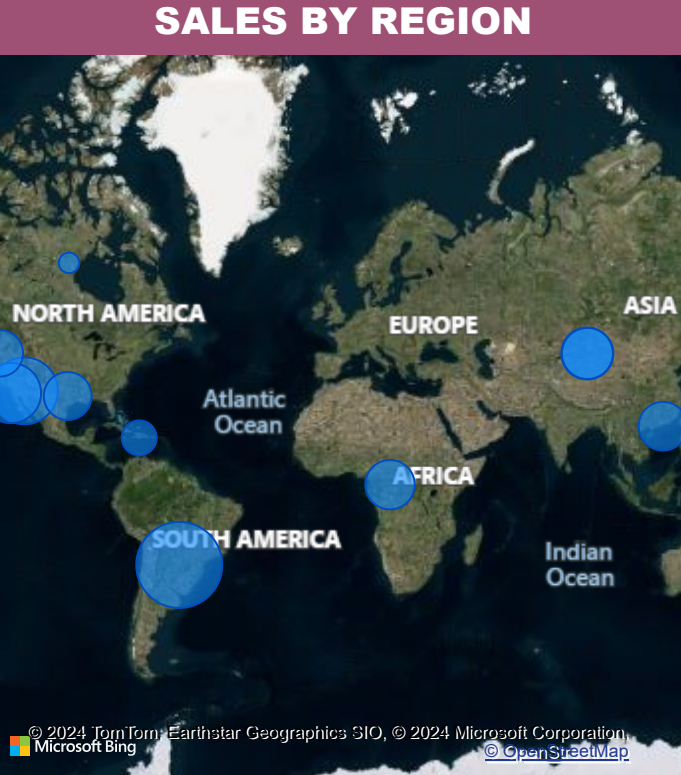 SALES BY REGION
NORTH AMERICA
ASIA
EUROPE
Atlantic
Ocean
AFRICA
SOUTH AMERICA
Indian
Ocean
© 2024 TomTom, Earthstar Geographics SIO, © 2024 Microsoft Corporation,
Microsoft Bing
© OpenStreetMap